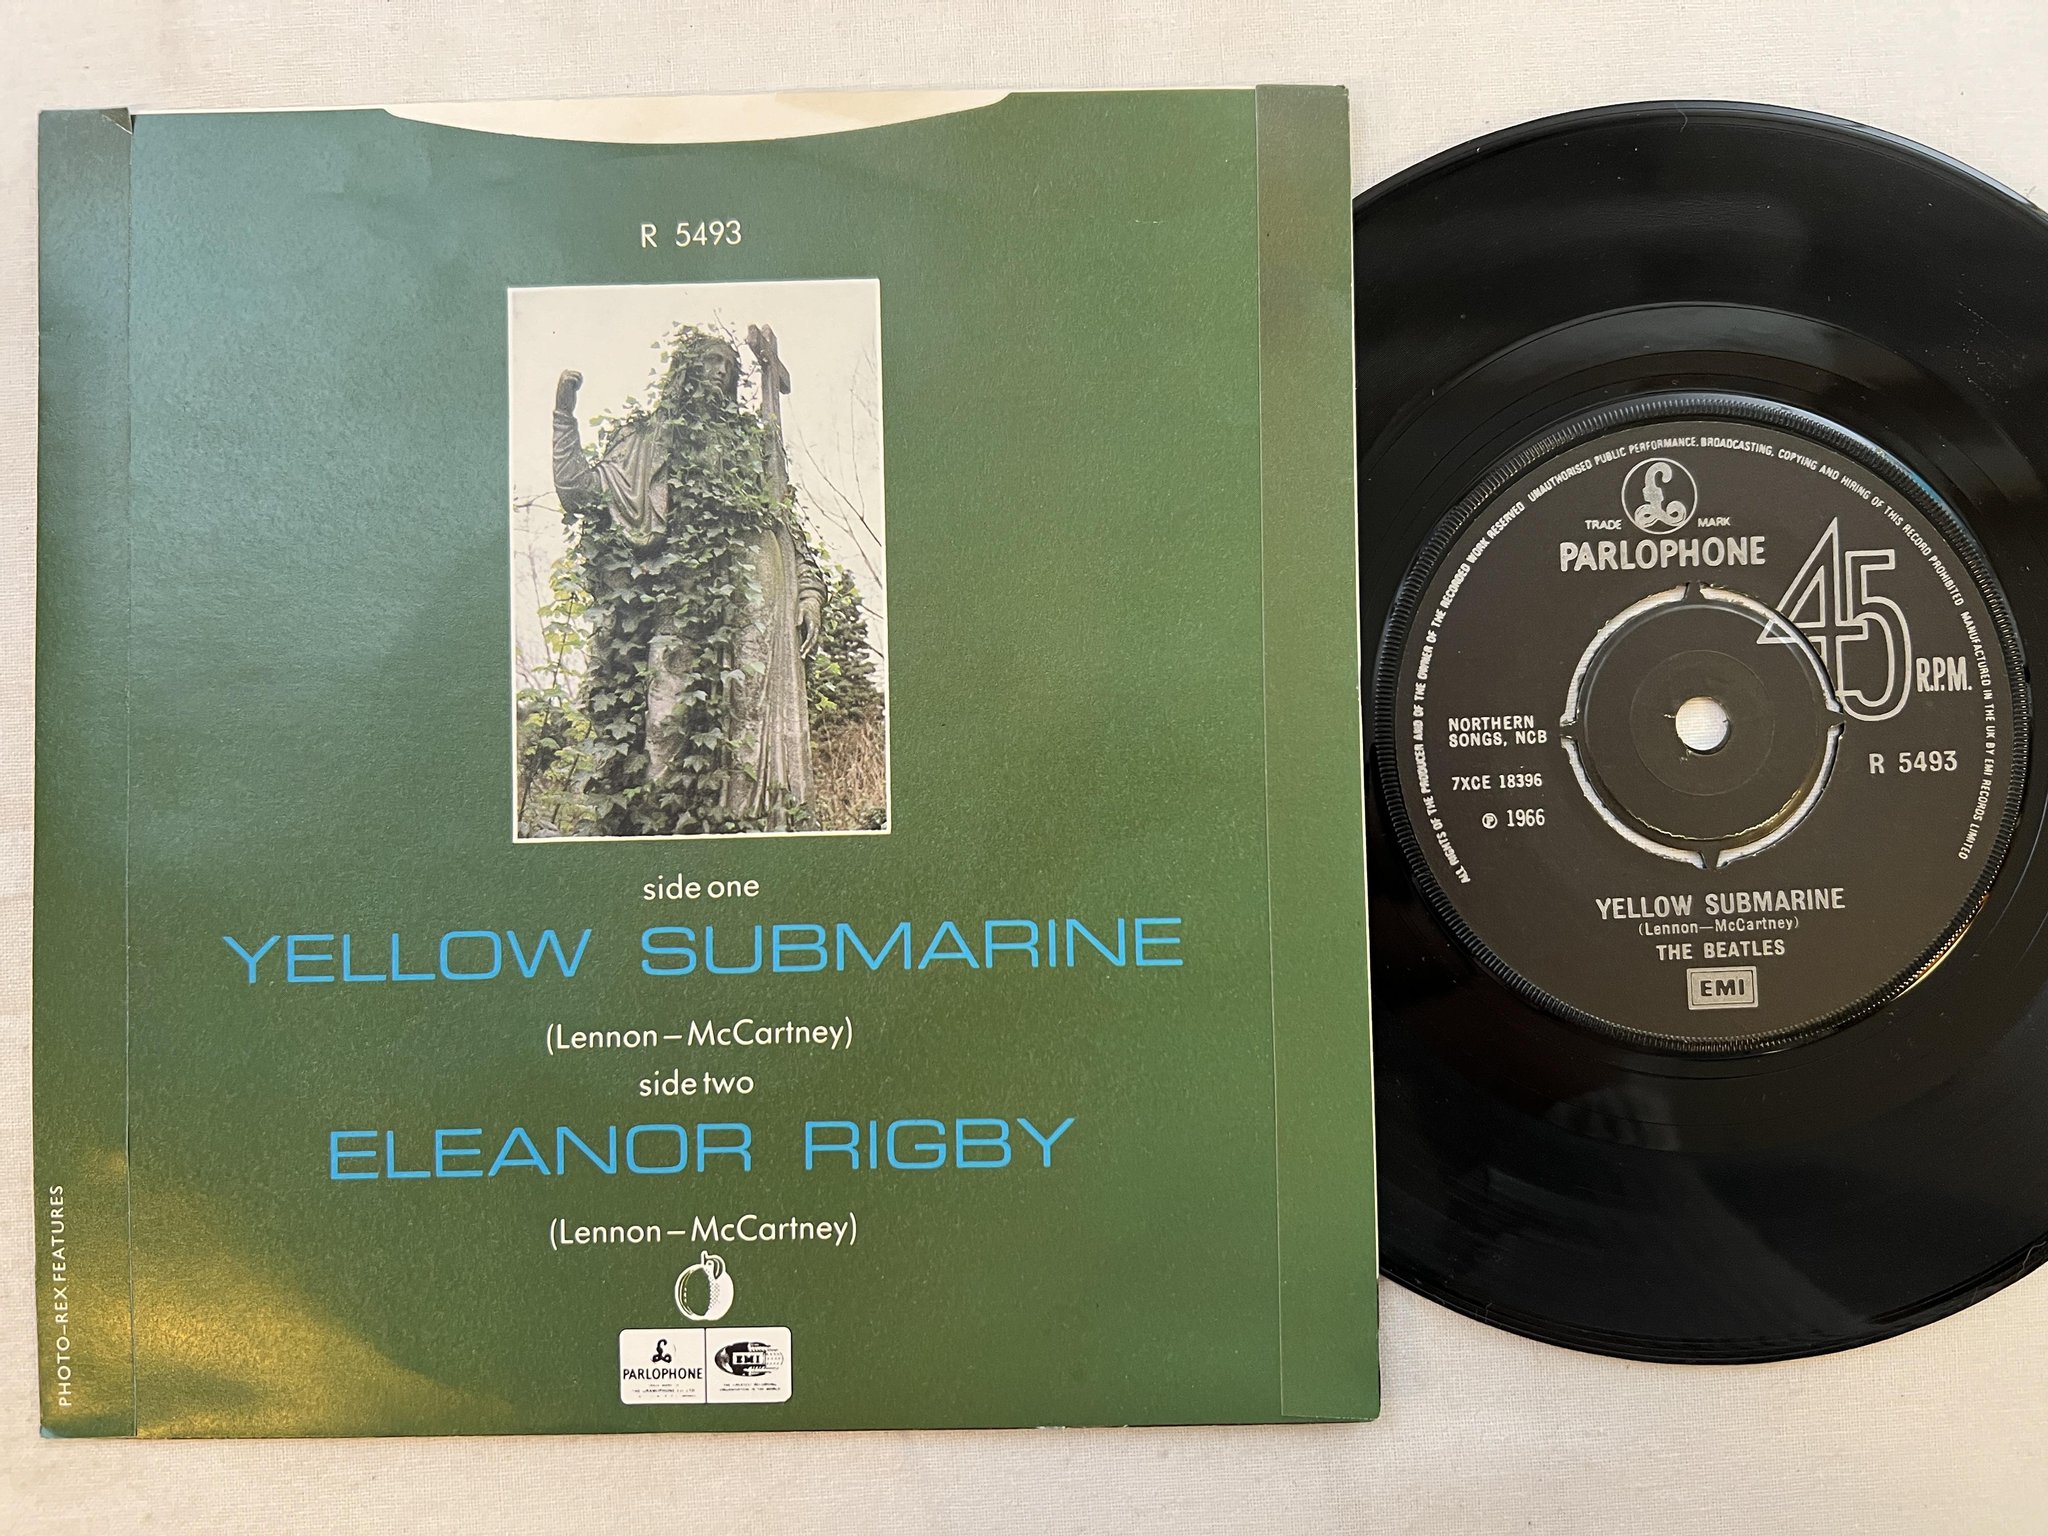 R 5493
side one
YELLOW SUBMARINE
(Lennon – McCartney)
side two
ELEANOR RIGBY
(Lennon – McCartney)
PARLOPHONE
EMI
PHOTO–REX FEATURES
ALL RIGHTS OF THE PRODUCER AND OF THE OWNER OF THE RECORDED WORK RESERVED UNAUTHORISED PUBLIC PERFORMANCE, BROADCASTING, COPYING AND HIRING OF THIS RECORD PROHIBITED MANUFACTURED IN THE UK BY EMI RECORDS LIMITED
£
TRADE MARK
PARLOPHONE
45
R.P.M.
NORTHERN
SONGS, NCB
7XCE 18396
℗ 1966
R 5493
YELLOW SUBMARINE
(Lennon—McCartney)
THE BEATLES
EMI